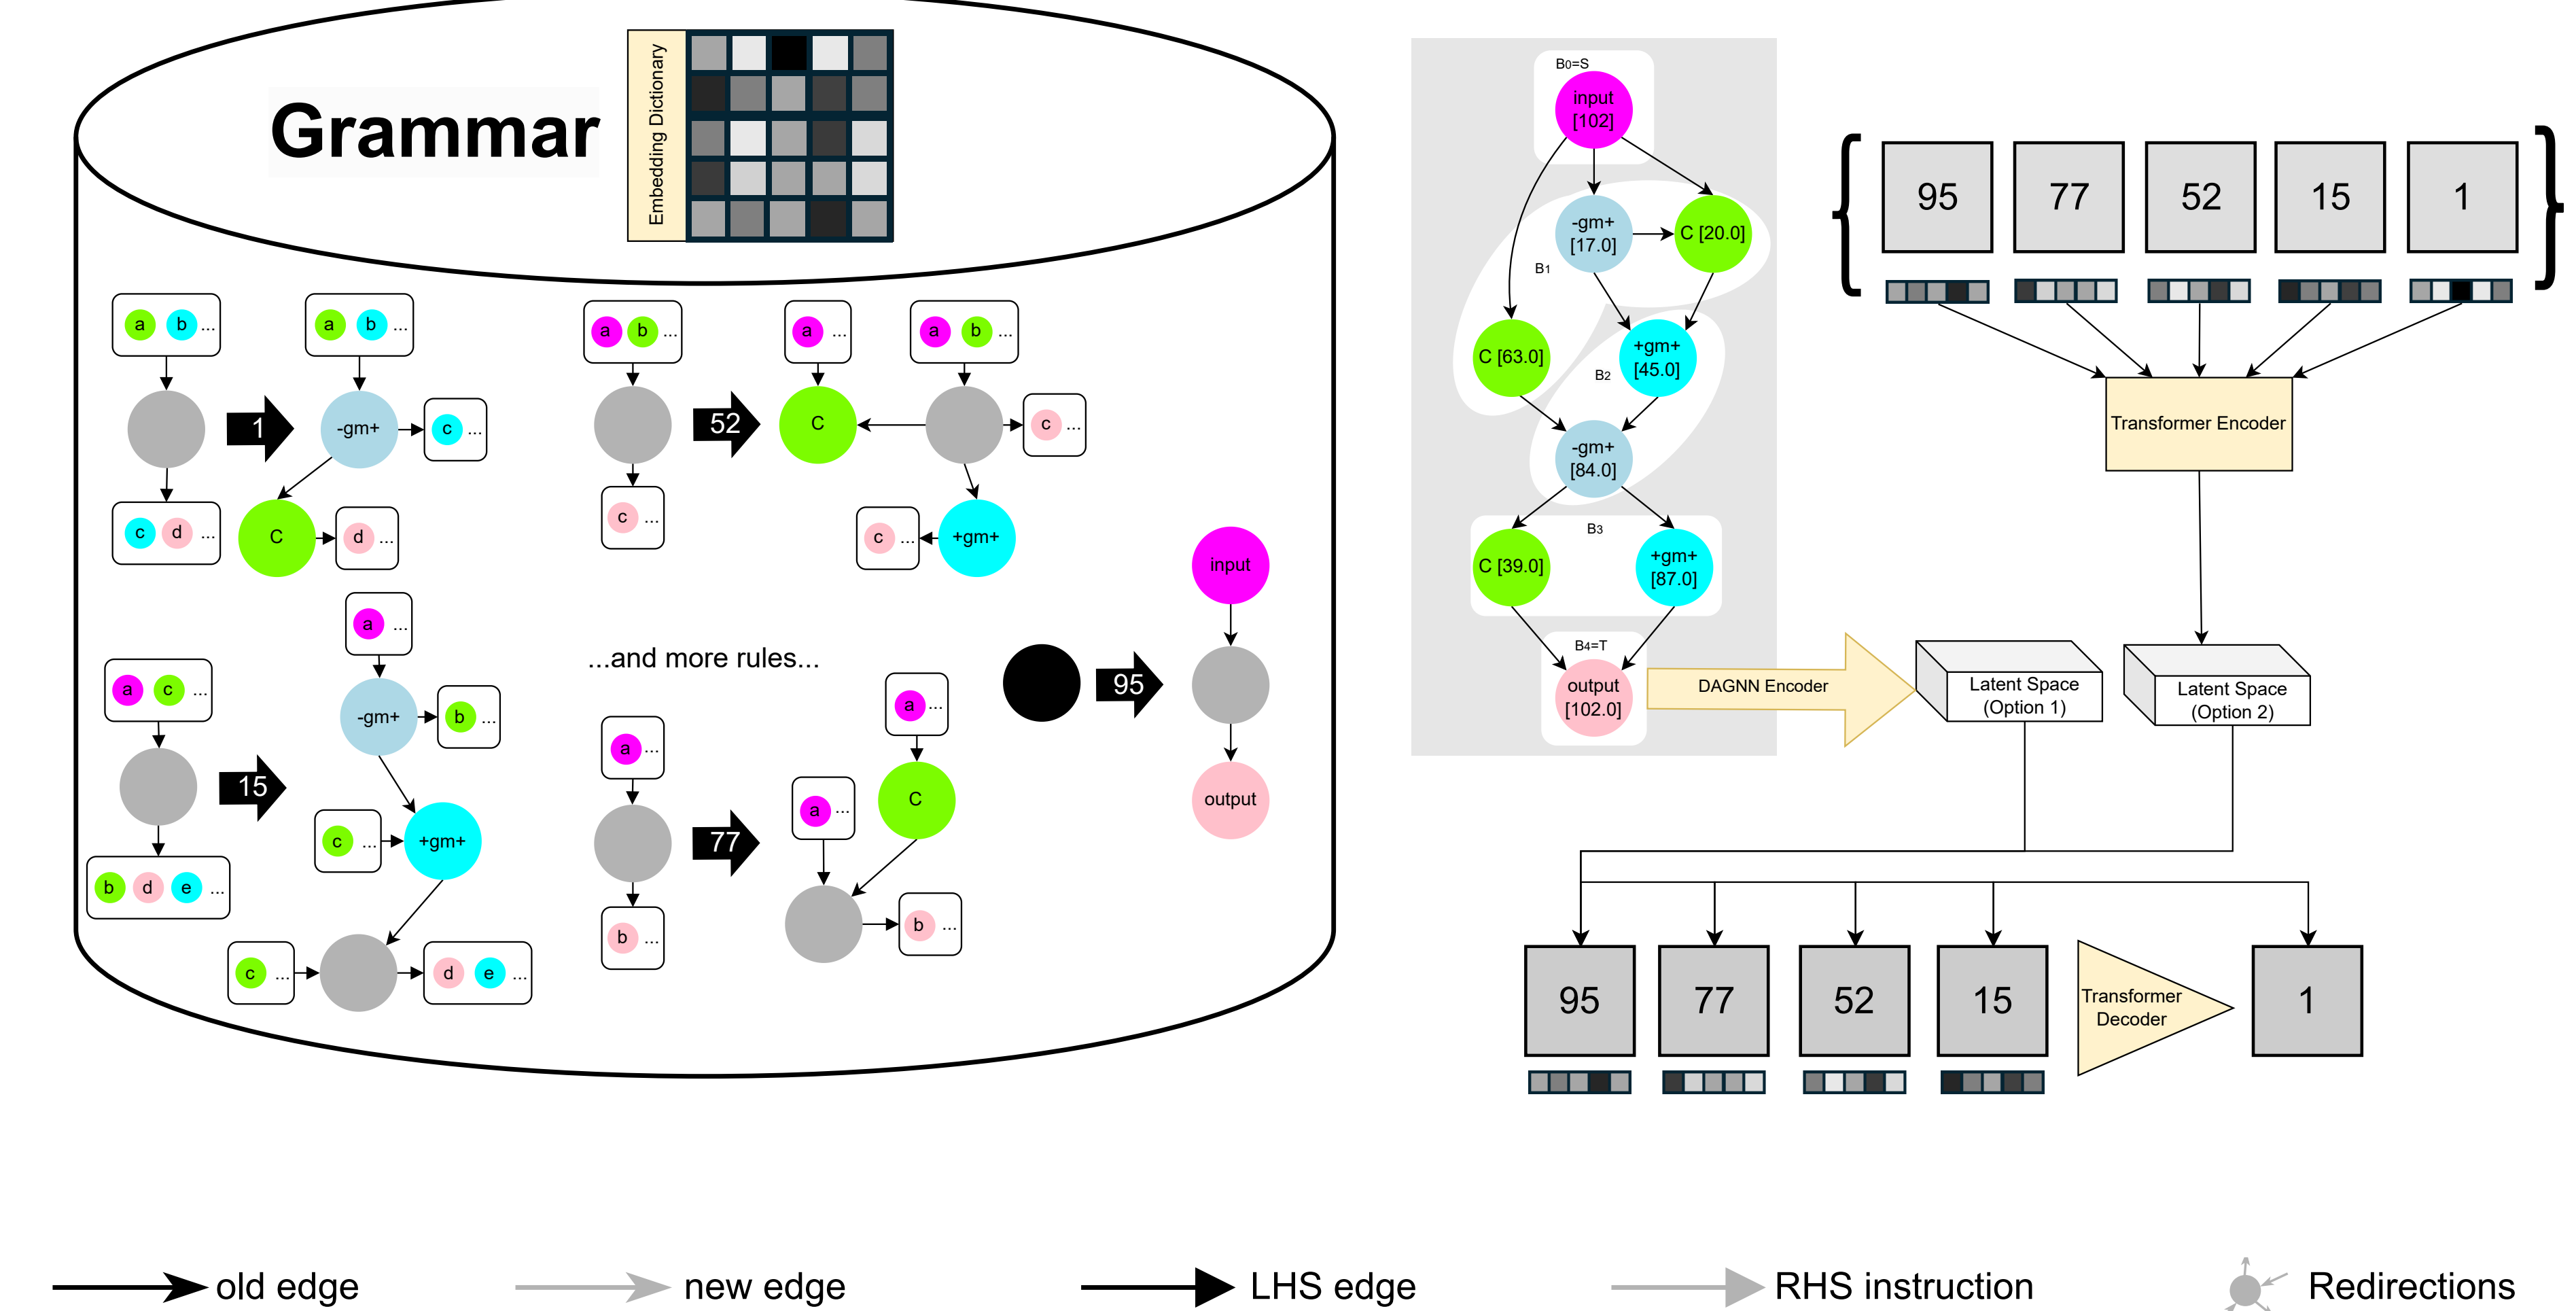 Grammar
Embedding Dictionary
a b ...
c d ...
1
a b ...
-gm+
c ...
C
d ...
a b ...
c ...
52
a ...
C
a b ...
c ...
+gm+
c ...
a c ...
b d e ...
15
a ...
-gm+
b ...
c ...
+gm+
c ...
d e ...
...and more rules...
a ...
b ...
77
a ...
a ...
C
b ...
95
input
output
B0=S
input
[102]
-gm+
[17.0]
C [20.0]
B1
C [63.0]
+gm+
[45.0]
B2
-gm+
[84.0]
B3
C [39.0]
+gm+
[87.0]
B4=T
output
[102.0]
DAGNN Encoder
{ 95 77 52 15 1 }
Transformer Encoder
Latent Space
(Option 1)
Latent Space
(Option 2)
95 77 52 15
Transformer
Decoder
1
old edge
new edge
LHS edge
RHS instruction
Redirections